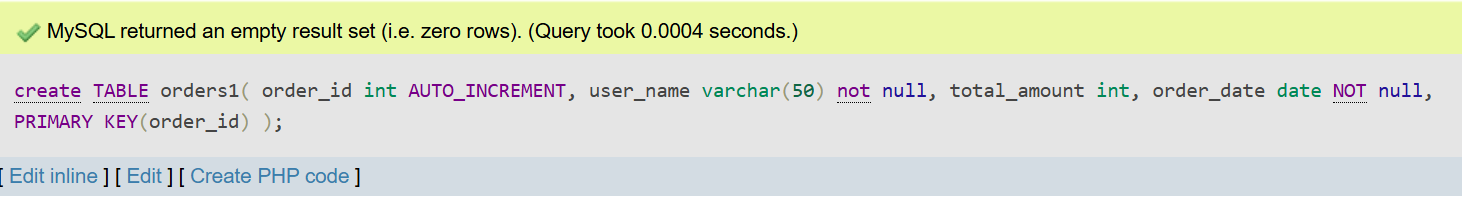 MySQL returned an empty result set (i.e. zero rows). (Query took 0.0004 seconds.)
create TABLE orders1( order_id int AUTO_INCREMENT, user_name varchar(50) not null, total_amount int, order_date date NOT null,
PRIMARY KEY(order_id) );
[ Edit inline ] [ Edit ] [ Create PHP code ]